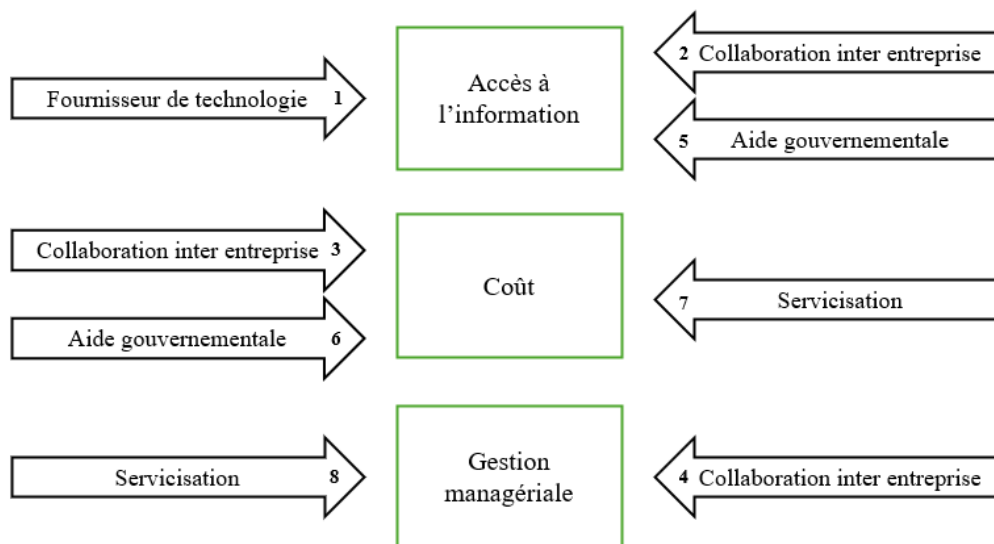 2 Collaboration inter entreprise
Fournisseur de technologie 1
Accès à
l'information
5 Aide gouvernementale
Collaboration inter entreprise 3
Aide gouvernementale 6
Coût
7 Servicisation
Servicisation 8
Gestion
managériale
4 Collaboration inter entreprise